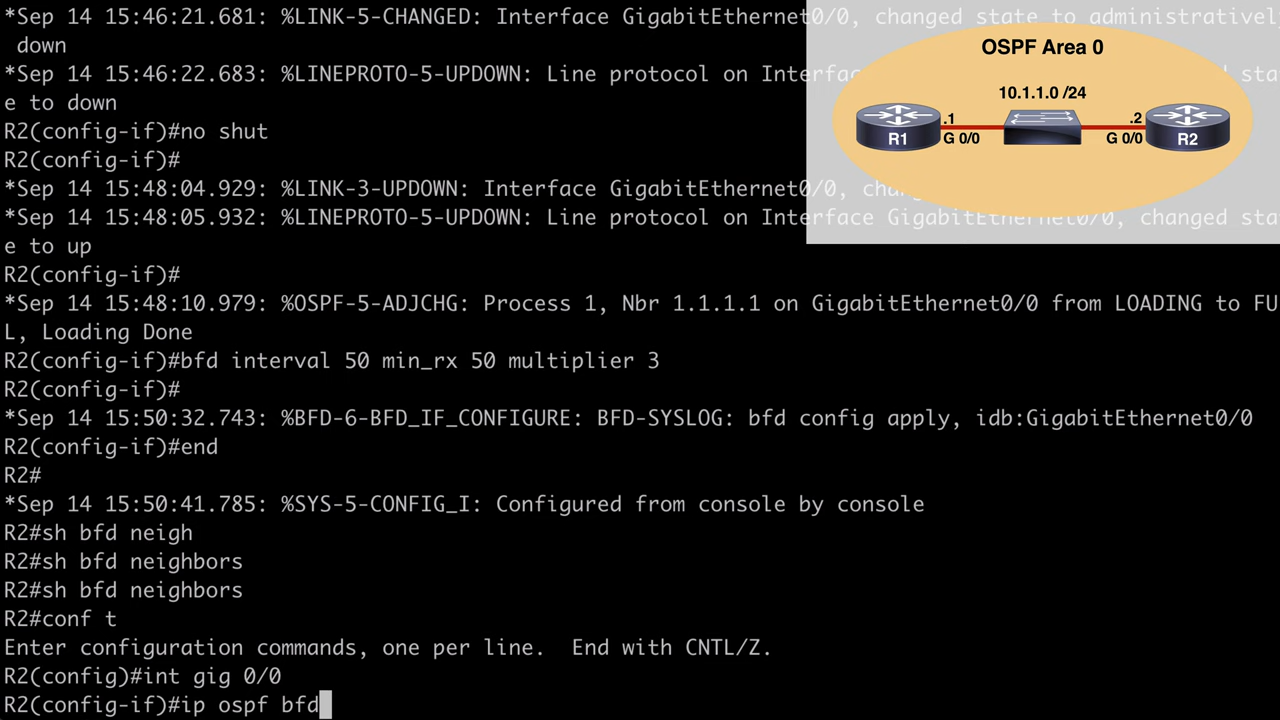 *Sep 14 15:46:21.681: %LINK-5-CHANGED: Interface GigabitEthernet0/0, changed state to administratively
down
*Sep 14 15:46:22.683: %LINEPROTO-5-UPDOWN: Line protocol on Interfac sta
e to down
R2(config-if)#no shut
R2(config-if)#
*Sep 14 15:48:04.929: %LINK-3-UPDOWN: Interface GigabitEthernet0/0,
*Sep 14 15:48:05.932: %LINEPROTO-5-UPDOWN: Line protocol on Interface GigabitEthernet0/0, changed sta
e to up
R2(config-if)#
*Sep 14 15:48:10.979: %OSPF-5-ADJCHG: Process 1, Nbr 1.1.1.1 on GigabitEthernet0/0 from LOADING to FU
L, Loading Done
R2(config-if)#bfd interval 50 min_rx 50 multiplier 3
R2(config-if)#
*Sep 14 15:50:32.743: %BFD-6-BFD_IF_CONFIGURE: BFD-SYSLOG: bfd config apply, idb:GigabitEthernet0/0
R2(config-if)#end
R2#
*Sep 14 15:50:41.785: %SYS-5-CONFIG_I: Configured from console by console
R2#sh bfd neigh
R2#sh bfd neighbors
R2#sh bfd neighbors
R2#conf t
Enter configuration commands, one per line.  End with CNTL/Z.
R2(config)#int gig 0/0
R2(config-if)#ip ospf bfd
OSPF Area 0
10.1.1.0 /24
.1
.2
R1
G 0/0
G 0/0
R2